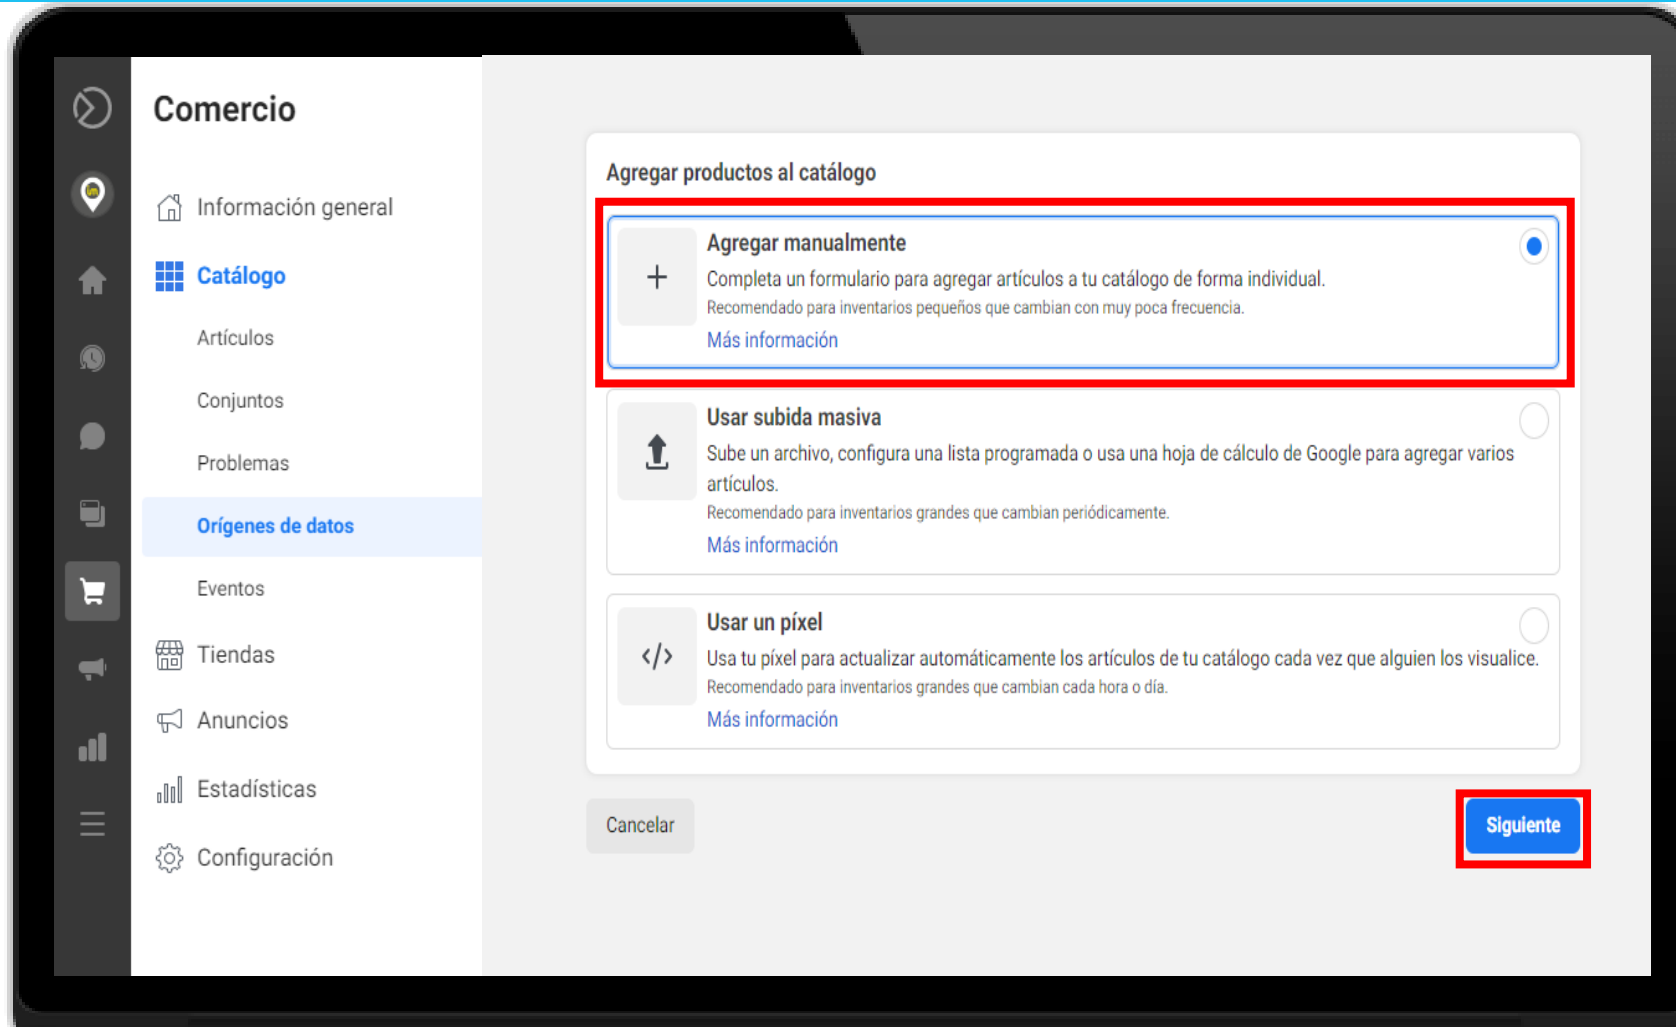 Comercio
Información general
Catálogo
Artículos
Conjuntos
Problemas
Orígenes de datos
Eventos
Tiendas
Anuncios
Estadísticas
Configuración
Agregar productos al catálogo
Agregar manualmente
Completa un formulario para agregar artículos a tu catálogo de forma individual.
Recomendado para inventarios pequeños que cambian con muy poca frecuencia.
Más información
Usar subida masiva
Sube un archivo, configura una lista programada o usa una hoja de cálculo de Google para agregar varios
artículos.
Recomendado para inventarios grandes que cambian periódicamente.
Más información
Usar un píxel
Usa tu píxel para actualizar automáticamente los artículos de tu catálogo cada vez que alguien los visualice.
Recomendado para inventarios grandes que cambian cada hora o día.
Más información
Cancelar
Siguiente